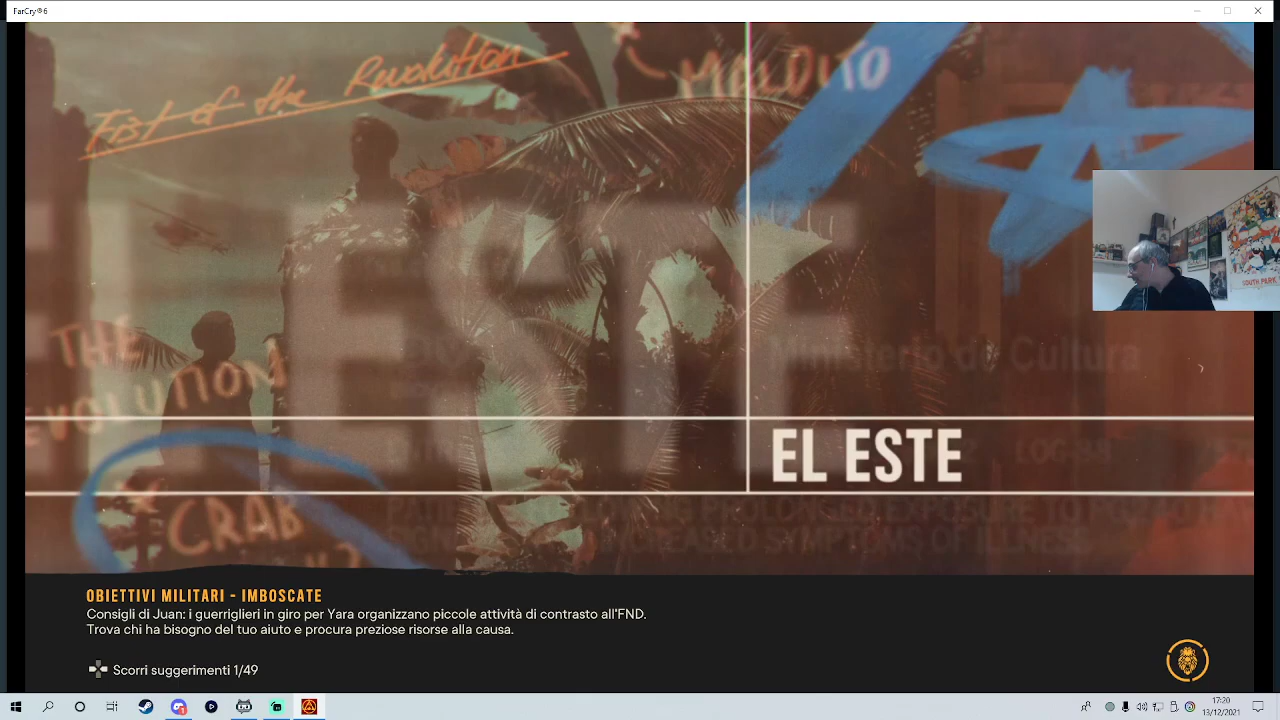 FarCry®6
Fist of the Revolution
MALDITO
SOUTH PARK
EL ESTE
THE
Ministerio de Cultura
EVOLUTION
EL ESTE
CRAB
OBIETTIVI MILITARI - IMBOSCATE
Consigli di Juan: i guerriglieri in giro per Yara organizzano piccole attività di contrasto all'FND.
Trova chi ha bisogno del tuo aiuto e procura preziose risorse alla causa.
Scorri suggerimenti 1/49
17:20
13/12/2021